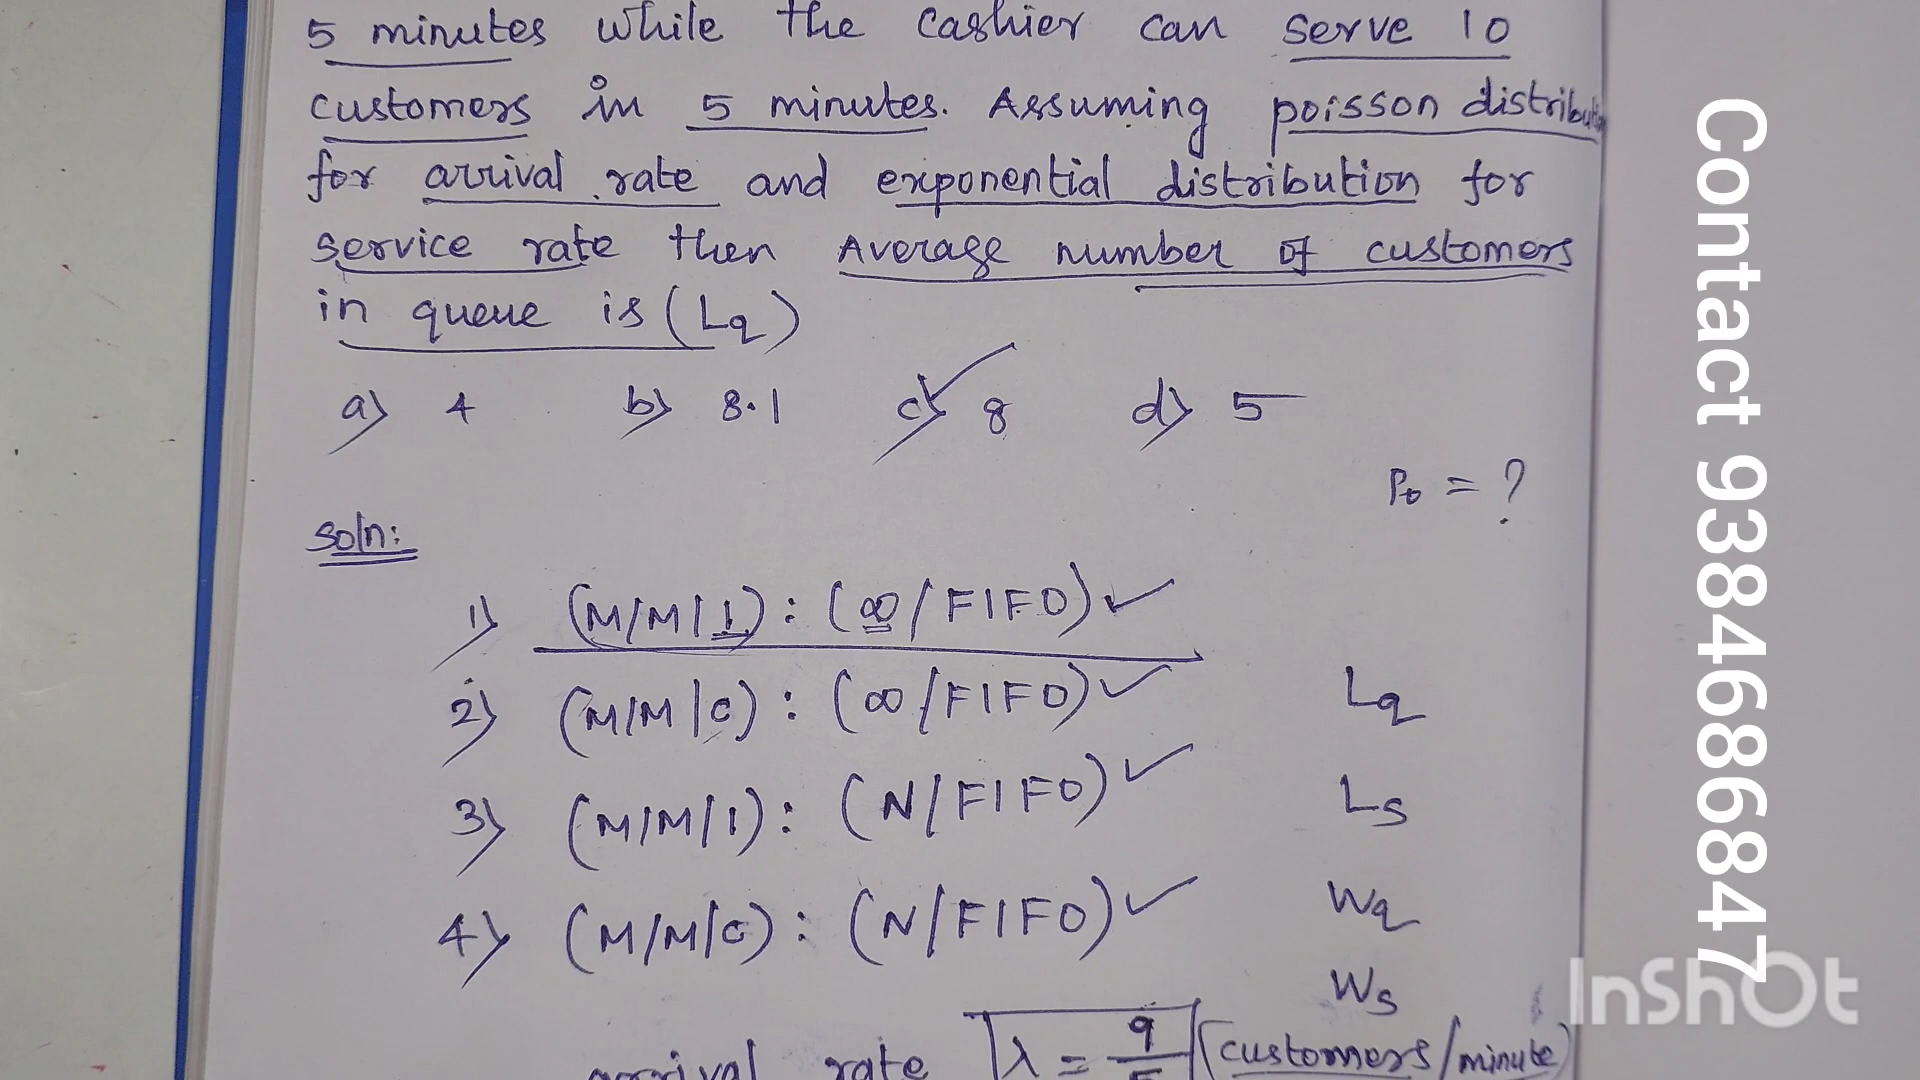 5 minutes while the cashier can serve 10
customers in 5 minutes. Assuming poisson distribution
for arrival rate and exponential distribution for
service rate then Average number of customers
in queue is (Lq)
a) 4 b) 8.1 c) 8 d) 5
P0 = ?
Soln:
1) (M/M/1) : (∞/FIFO) ✓
2) (M/M/C) : (∞/FIFO) ✓ Lq
3) (M/M/1) : (N/FIFO) ✓ Ls
4) (M/M/C) : (N/FIFO) ✓ Wq
Ws
arrival rate λ = 9/5 (customers/minute)
Contact 9384686847
InShOt